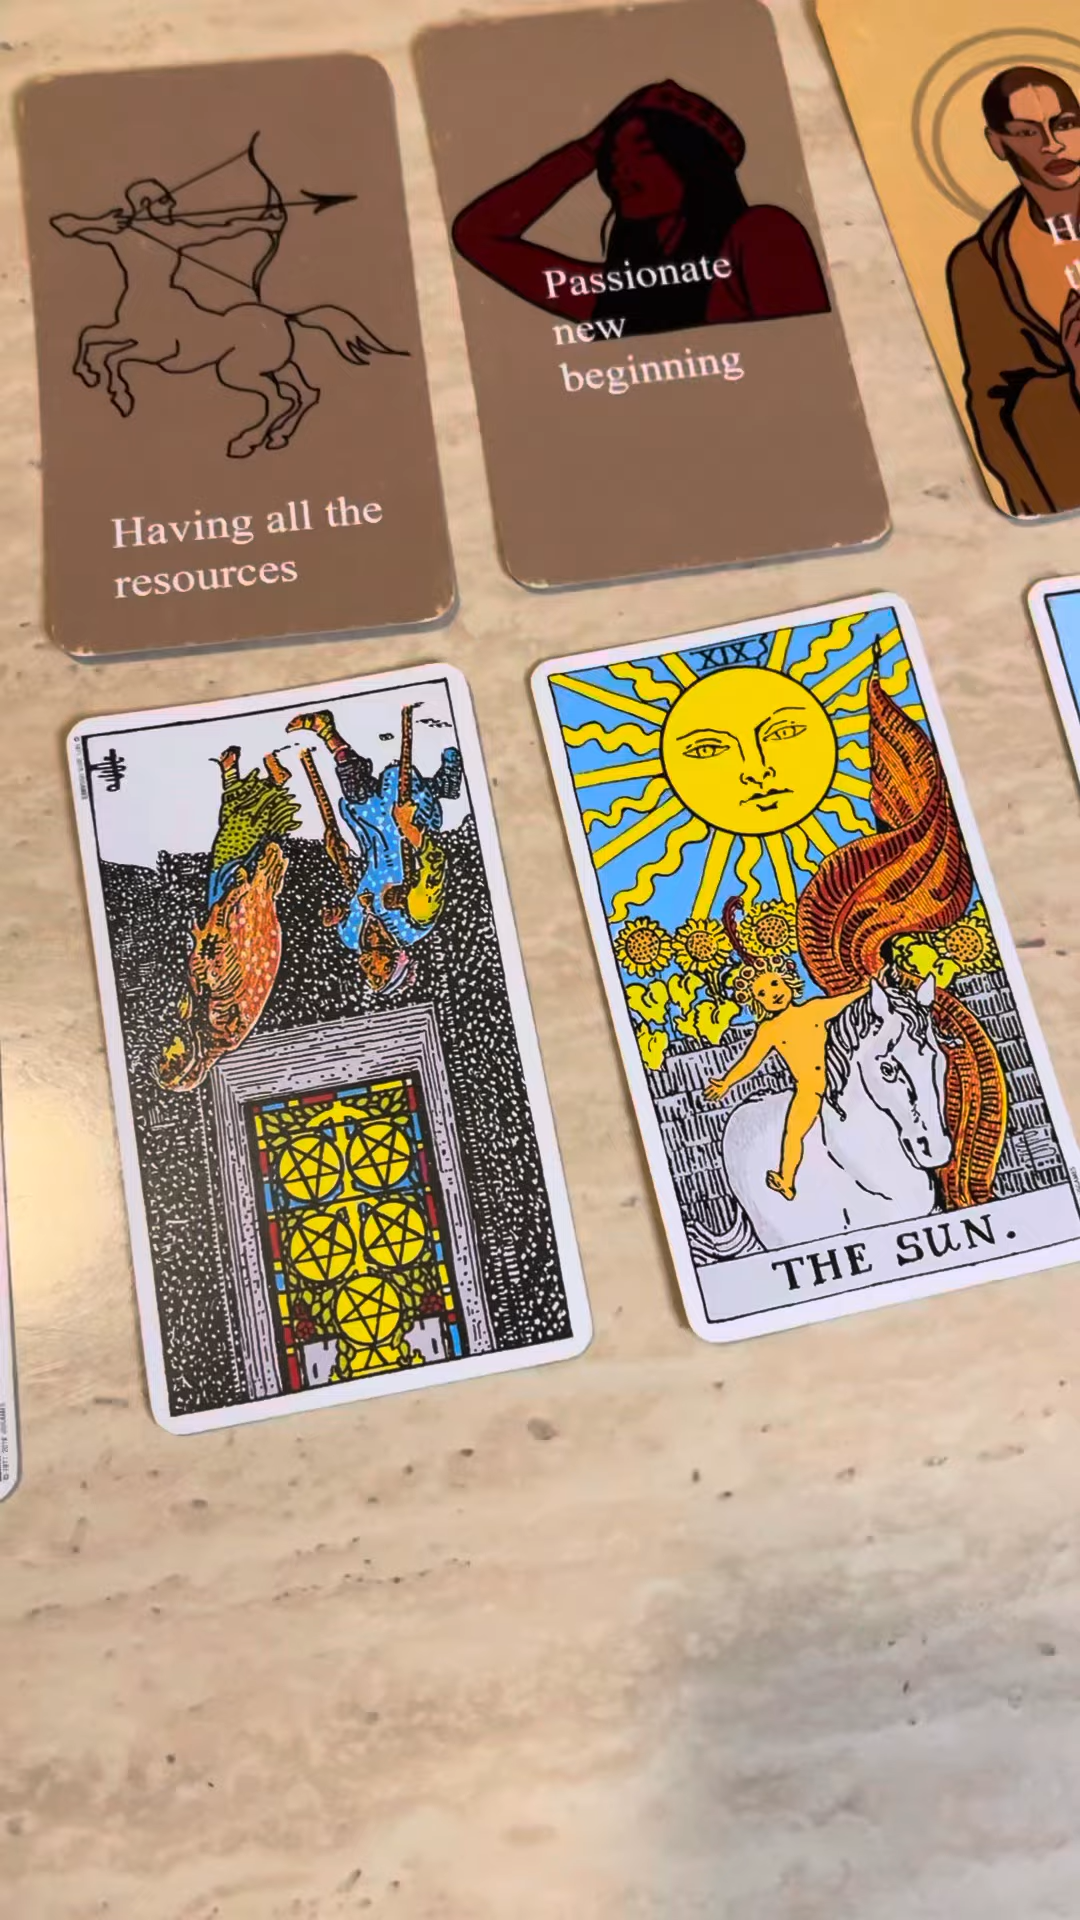 Having all the
resources
Passionate
new
beginning
XIX
THE SUN.